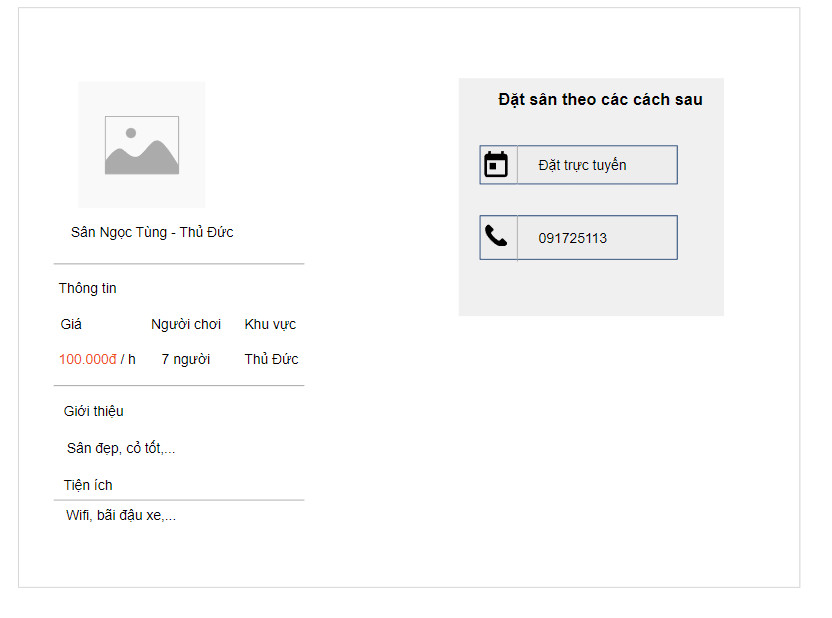 Đặt sân theo các cách sau
Đặt trực tuyến
091725113
Sân Ngọc Tùng - Thủ Đức
Thông tin
Giá Người chơi Khu vực
100.000đ / h 7 người Thủ Đức
Giới thiệu
Sân đẹp, cỏ tốt,...
Tiện ích
Wifi, bãi đậu xe,...